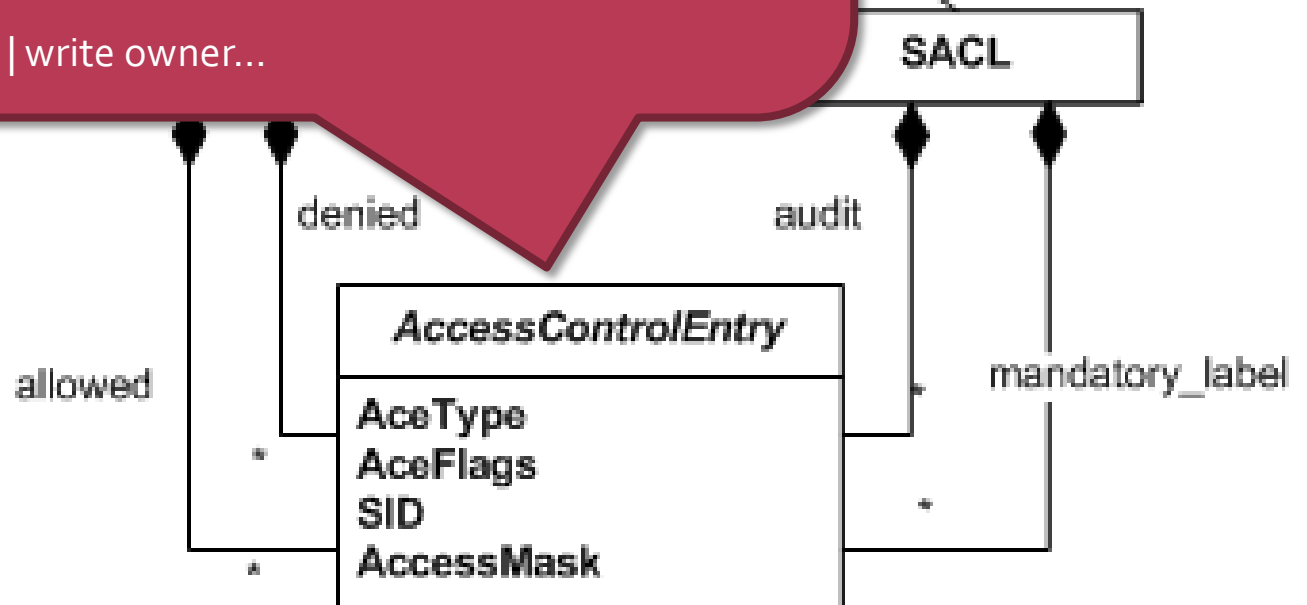 | write owner...
SACL
denied
audit
AccessControlEntry
allowed
mandatory_label
AceType
*
AceFlags
*
SID
*
AccessMask
*